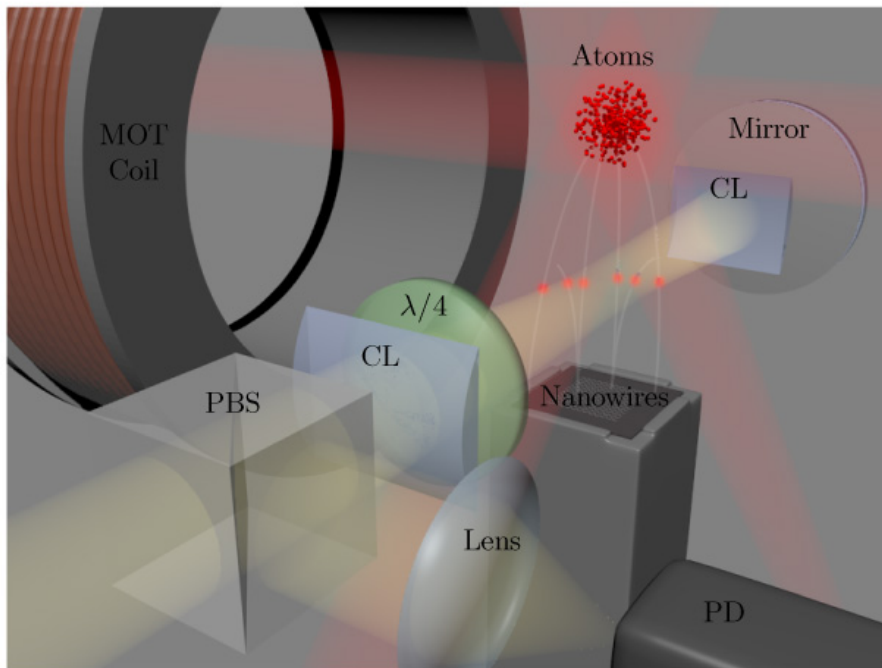 Atoms
MOT
Coil
Mirror
CL
λ/4
CL
PBS
Nanowires
Lens
PD